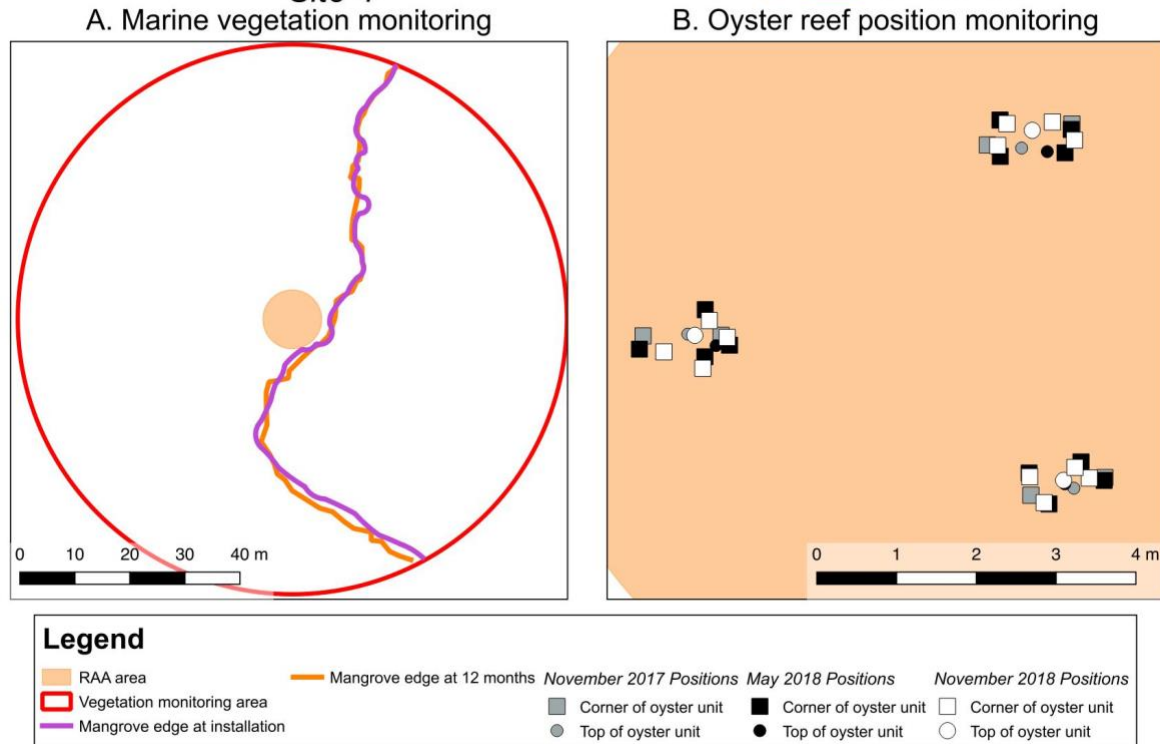 A. Marine vegetation monitoring
B. Oyster reef position monitoring
0 10 20 30 40 m
0 1 2 3 4 m
Legend
RAA area
Vegetation monitoring area
Mangrove edge at installation
Mangrove edge at 12 months
November 2017 Positions
Corner of oyster unit
Top of oyster unit
May 2018 Positions
Corner of oyster unit
Top of oyster unit
November 2018 Positions
Corner of oyster unit
Top of oyster unit